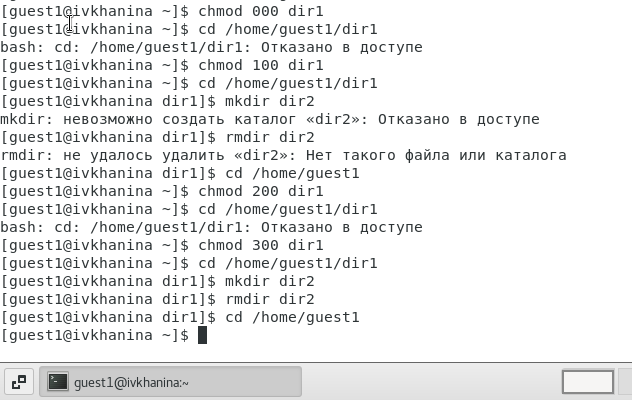 [guest1@ivkhanina ~]$ chmod 000 dir1
[guest1@ivkhanina ~]$ cd /home/guest1/dir1
bash: cd: /home/guest1/dir1: Отказано в доступе
[guest1@ivkhanina ~]$ chmod 100 dir1
[guest1@ivkhanina ~]$ cd /home/guest1/dir1
[guest1@ivkhanina dir1]$ mkdir dir2
mkdir: невозможно создать каталог «dir2»: Отказано в доступе
[guest1@ivkhanina dir1]$ rmdir dir2
rmdir: не удалось удалить «dir2»: Нет такого файла или каталога
[guest1@ivkhanina dir1]$ cd /home/guest1
[guest1@ivkhanina ~]$ chmod 200 dir1
[guest1@ivkhanina ~]$ cd /home/guest1/dir1
bash: cd: /home/guest1/dir1: Отказано в доступе
[guest1@ivkhanina ~]$ chmod 300 dir1
[guest1@ivkhanina ~]$ cd /home/guest1/dir1
[guest1@ivkhanina dir1]$ mkdir dir2
[guest1@ivkhanina dir1]$ rmdir dir2
[guest1@ivkhanina dir1]$ cd /home/guest1
[guest1@ivkhanina ~]$
guest1@ivkhanina:~